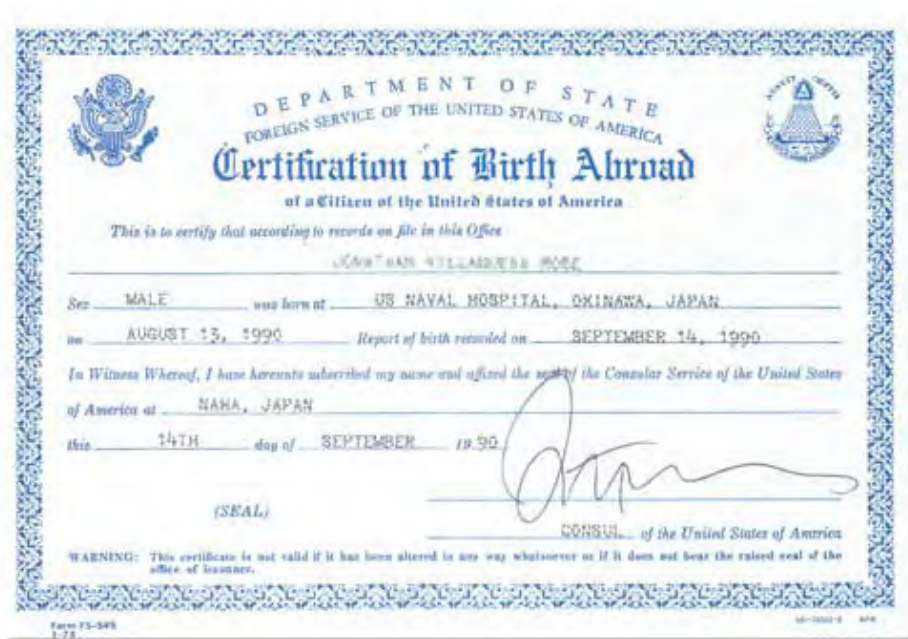 ANNUIT COEPTIS
DEPARTMENT OF STATE
FOREIGN SERVICE OF THE UNITED STATES OF AMERICA
Certification of Birth Abroad
of a Citizen of the United States of America
This is to certify that according to records on file in this Office
JONATHAN
Sex MALE was born at US NAVAL HOSPITAL, OKINAWA, JAPAN
on AUGUST 13, 1990 Report of birth recorded on SEPTEMBER 14, 1990
In Witness Whereof, I have hereunto subscribed my name and affixed the seal of the Consular Service of the United States
of America at NAHA, JAPAN
this 14TH day of SEPTEMBER 19 90
(SEAL)
CONSUL of the United States of America
WARNING: This certificate is not valid if it has been altered in any way whatsoever or if it does not bear the raised seal of the
office of issuance.
Form FS-545